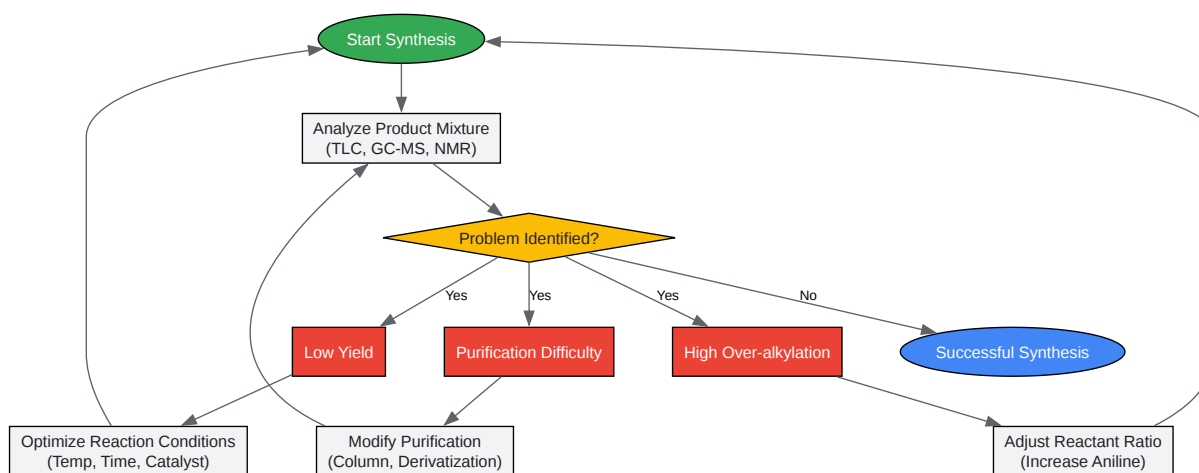 Start Synthesis
Analyze Product Mixture
(TLC, GC-MS, NMR)
Problem Identified?
Yes
Yes
Yes
No
Low Yield
Purification Difficulty
High Over-alkylation
Successful Synthesis
Optimize Reaction Conditions
(Temp, Time, Catalyst)
Modify Purification
(Column, Derivatization)
Adjust Reactant Ratio
(Increase Aniline)